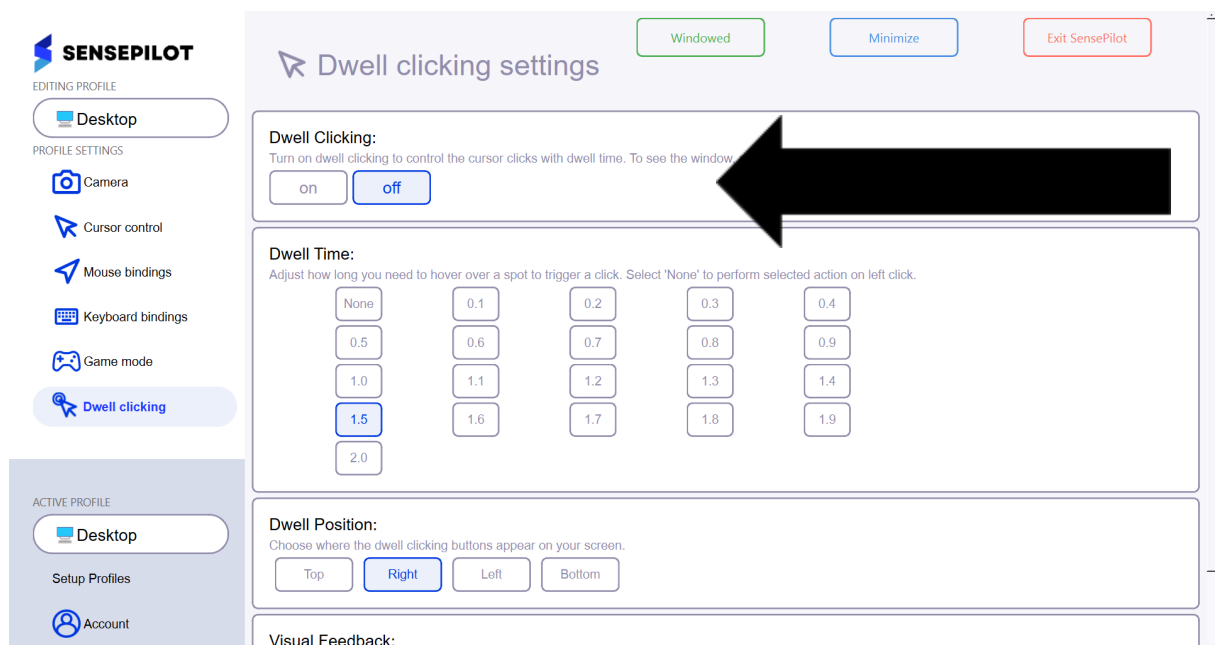 SENSEPILOT
EDITING PROFILE
Desktop
PROFILE SETTINGS
Camera
Cursor control
Mouse bindings
Keyboard bindings
Game mode
Dwell clicking
ACTIVE PROFILE
Desktop
Setup Profiles
Account
Windowed
Minimize
Exit SensePilot
Dwell clicking settings
Dwell Clicking:
Turn on dwell clicking to control the cursor clicks with dwell time. To see the window,
on off
Dwell Time:
Adjust how long you need to hover over a spot to trigger a click. Select 'None' to perform selected action on left click.
None 0.1 0.2 0.3 0.4
0.5 0.6 0.7 0.8 0.9
1.0 1.1 1.2 1.3 1.4
1.5 1.6 1.7 1.8 1.9
2.0
Dwell Position:
Choose where the dwell clicking buttons appear on your screen.
Top Right Left Bottom
Visual Feedback: